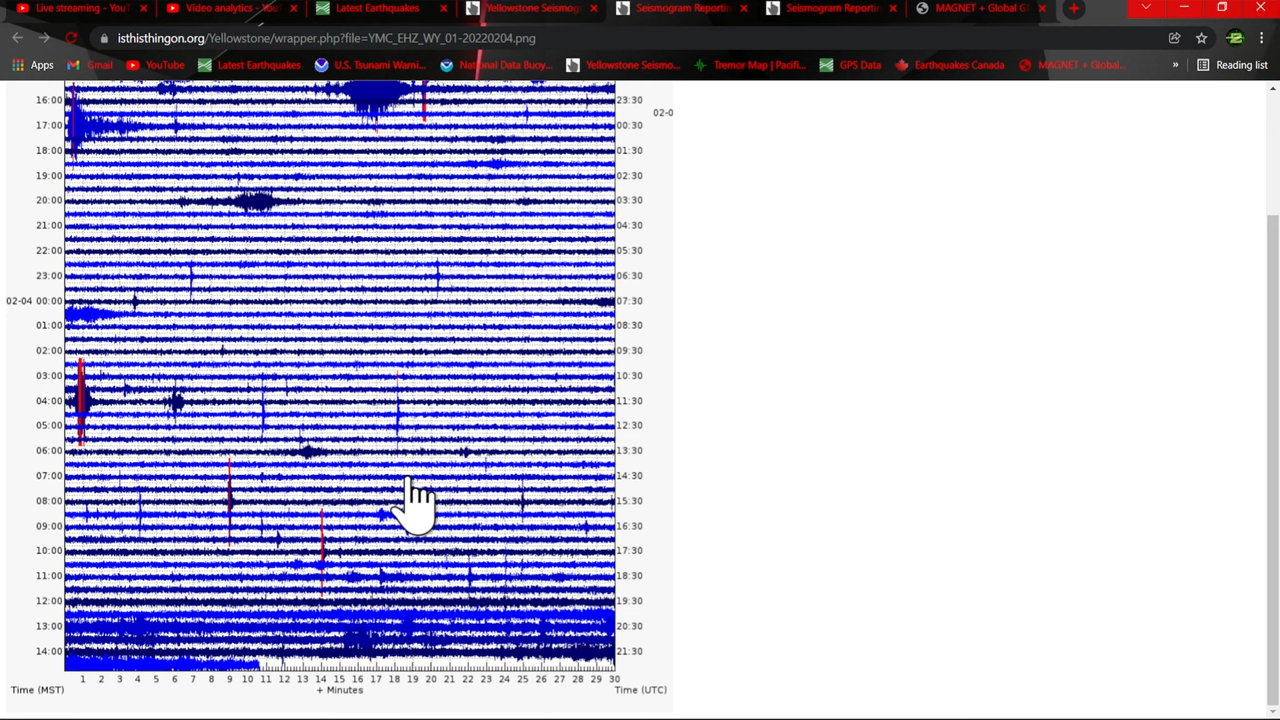 Live streaming - YouT
Video analytics - YouT
Latest Earthquakes
Yellowstone Seismog
Seismogram Reportin
Seismogram Reportin
MAGNET + Global G
isthisthingon.org/Yellowstone/wrapper.php?file=YMC_EHZ_WY_01-20220204.png
Apps
Gmail
YouTube
Latest Earthquakes
U.S. Tsunami Warni...
National Data Buoy...
Yellowstone Seismo...
Tremor Map | Pacifi...
GPS Data
Earthquakes Canada
MAGNET + Global...
»
Reading list
16:00 23:30
02-0
17:00 00:30
18:00 01:30
19:00 02:30
20:00 03:30
21:00 04:30
22:00 05:30
23:00 06:30
02-04 00:00 07:30
01:00 08:30
02:00 09:30
03:00 10:30
04:00 11:30
05:00 12:30
06:00 13:30
07:00 14:30
08:00 15:30
09:00 16:30
10:00 17:30
11:00 18:30
12:00 19:30
13:00 20:30
14:00 21:30
1 2 3 4 5 6 7 8 9 10 11 12 13 14 15 16 17 18 19 20 21 22 23 24 25 26 27 28 29 30
Time (MST) + Minutes Time (UTC)